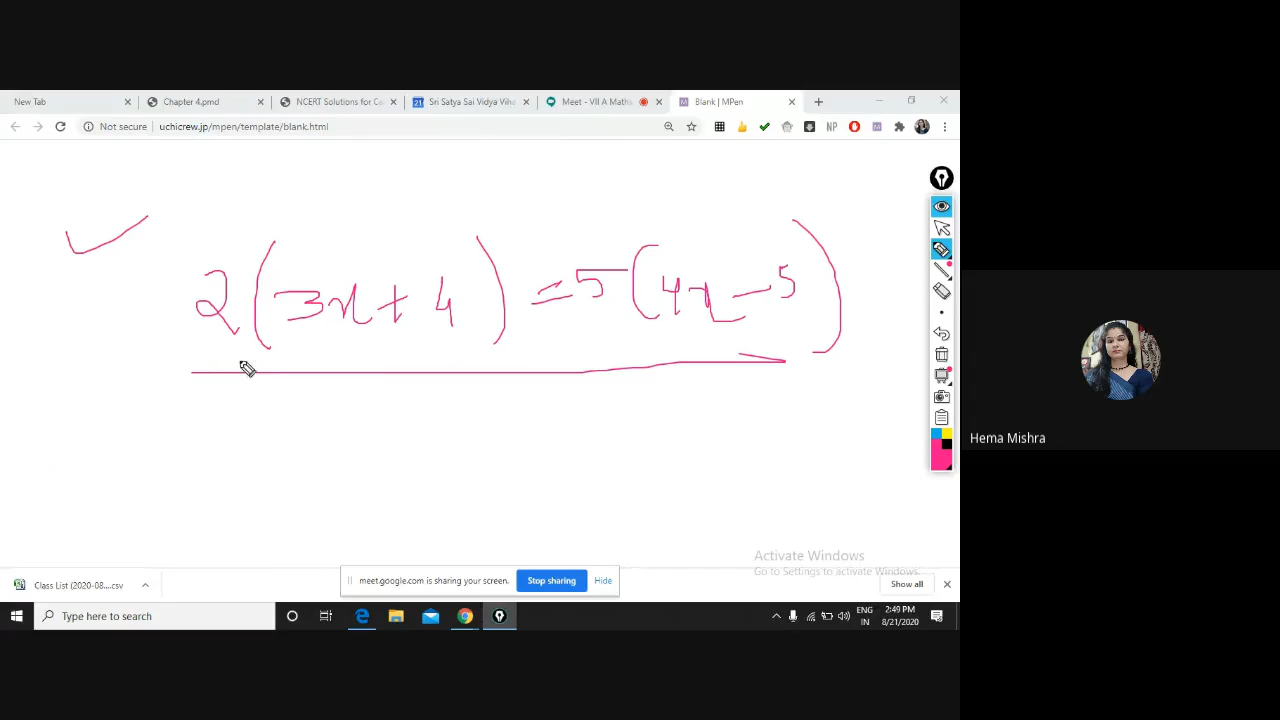 New Tab
Chapter 4.pmd
NCERT Solutions for Ca
Sri Satya Sai Vidya Viha
Meet - VII A Maths
Blank | MPen
Not secure
uchicrew.jp/mpen/template/blank.html
NP
2(3x+4) = 5(4x-5)
Hema Mishra
Activate Windows
Go to Settings to activate Windows.
Class List (2020-08....csv
meet.google.com is sharing your screen.
Stop sharing
Hide
Show all
Type here to search
ENG
IN
2:49 PM
8/21/2020